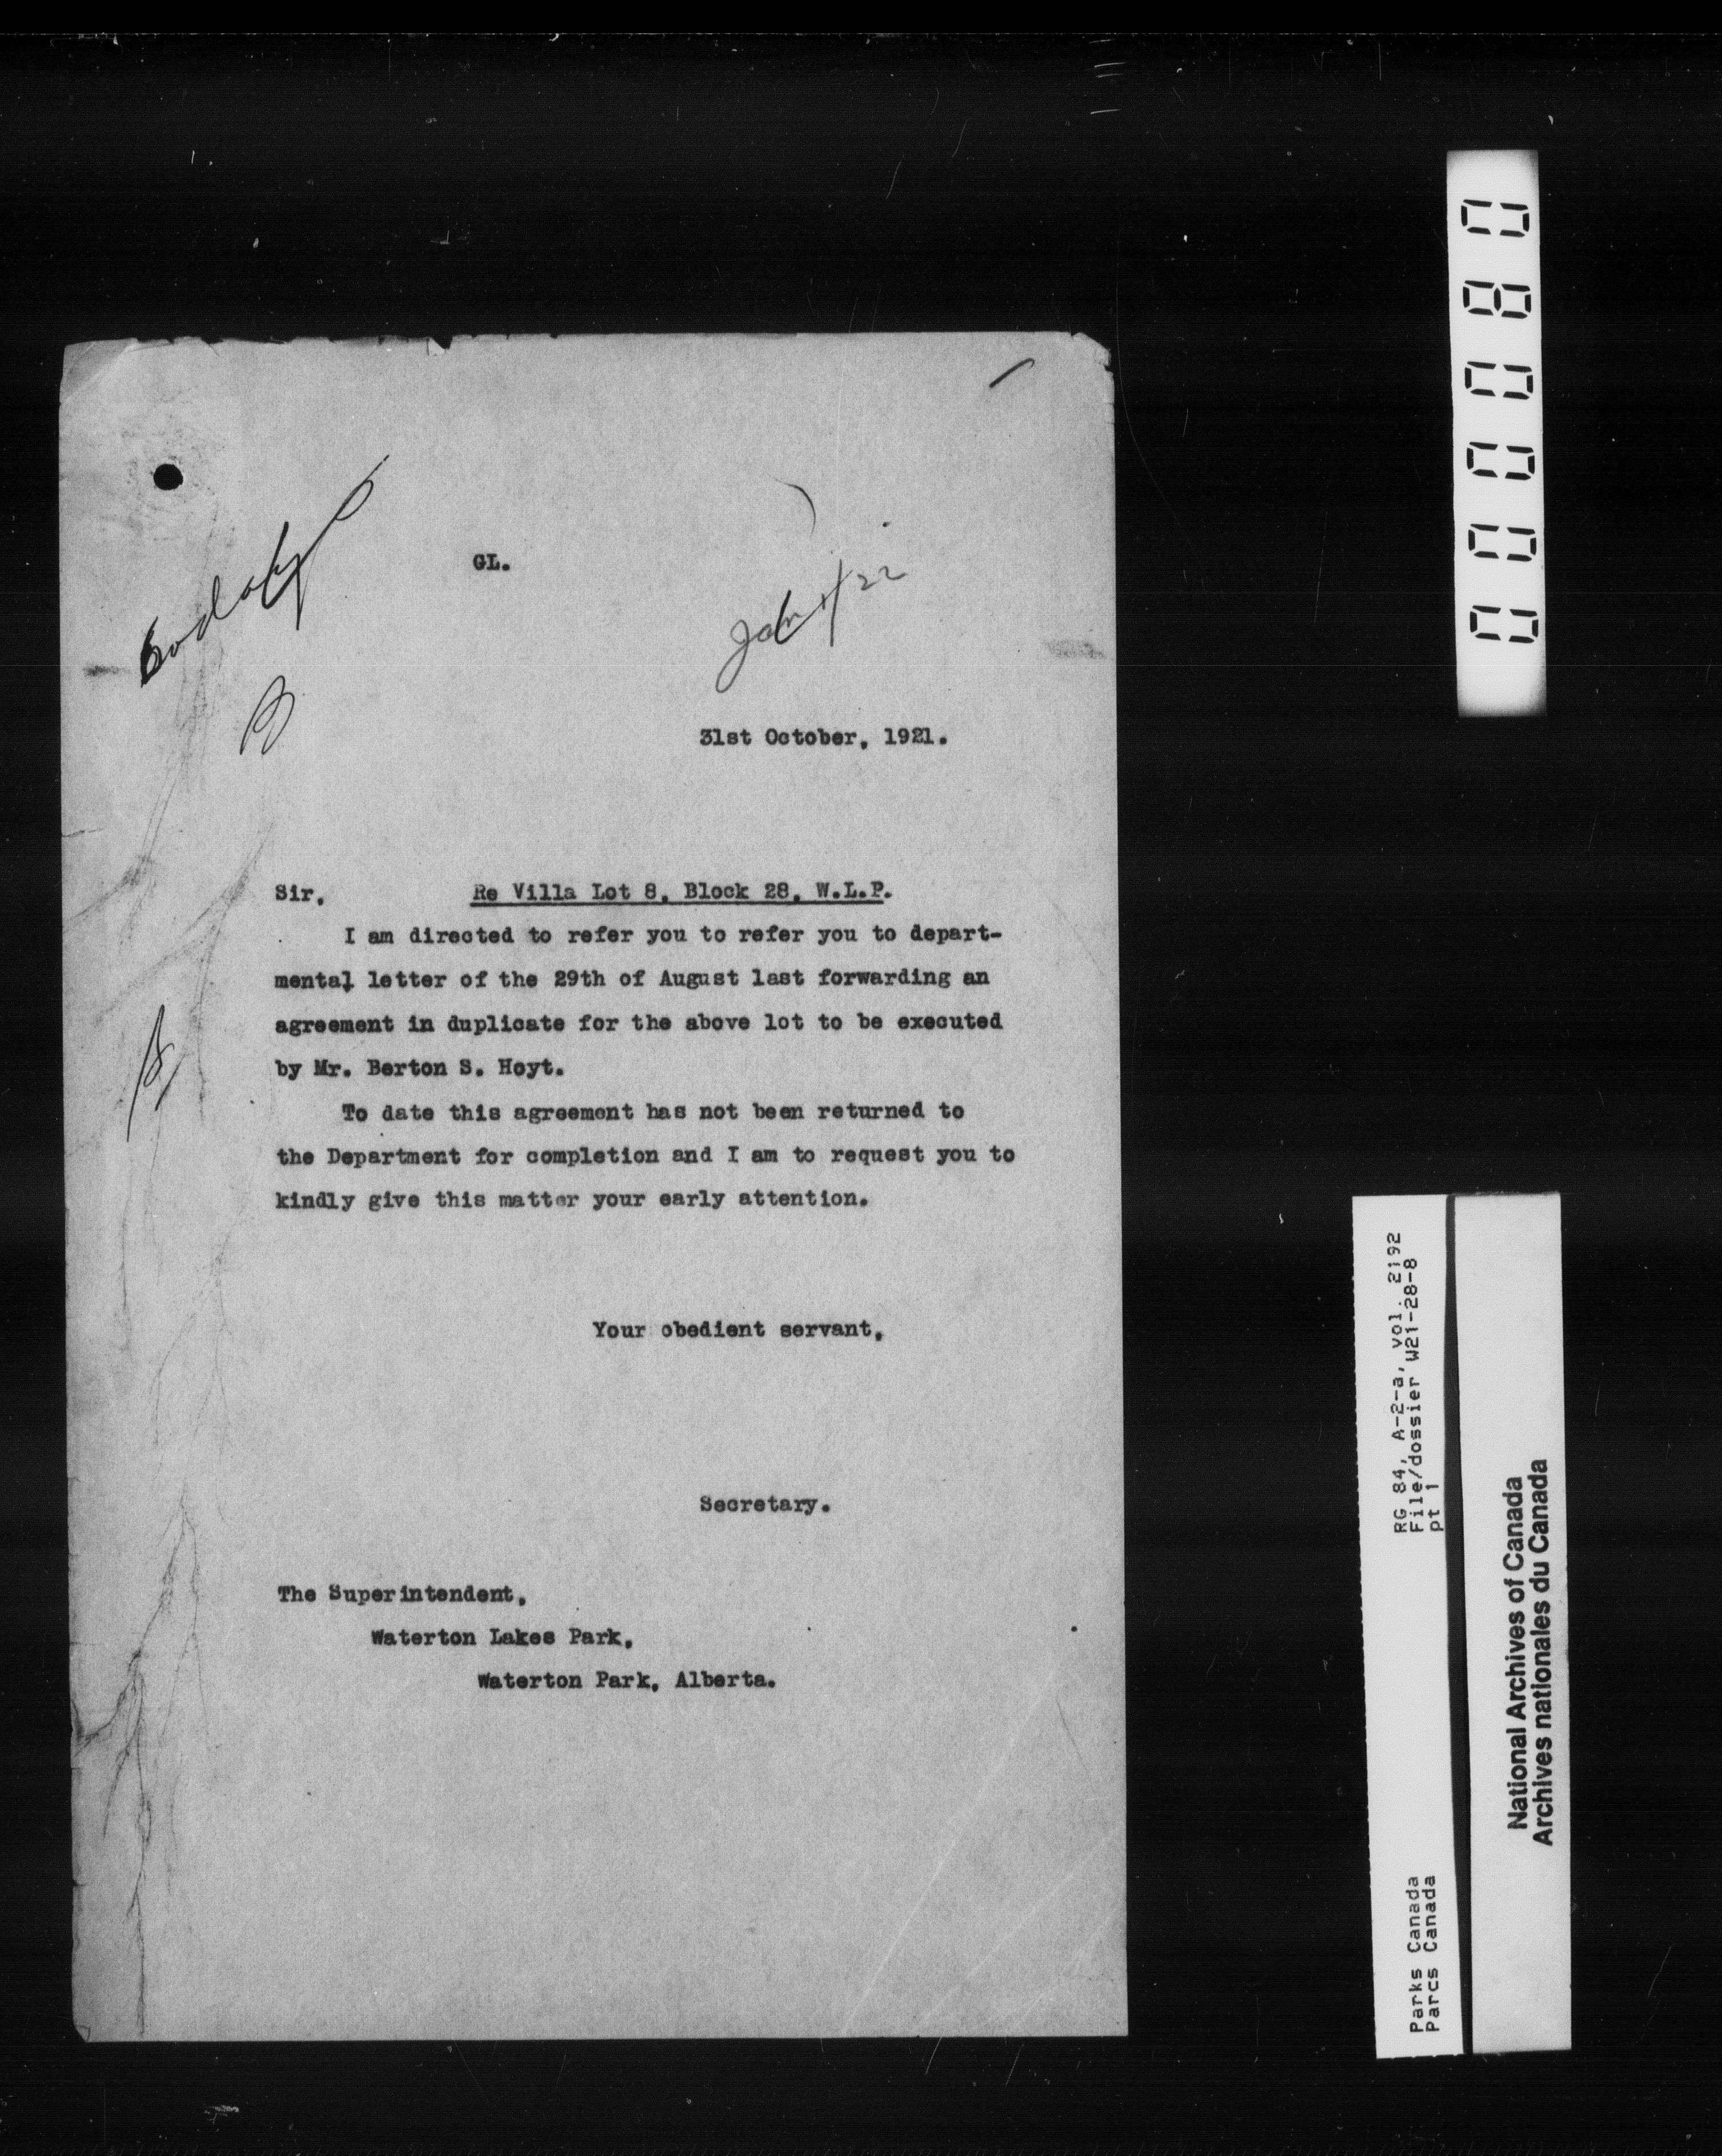 GL.
31st October, 1921.
Sir, Re Villa Lot 8, Block 28, W.L.P.
I am directed to refer you to refer you to depart-
mental letter of the 29th of August last forwarding an
agreement in duplicate for the above lot to be executed
by Mr. Berton S. Hoyt.
To date this agreement has not been returned to
the Department for completion and I am to request you to
kindly give this matter your early attention.
Your obedient servant,
Secretary.
The Superintendent,
Waterton Lakes Park,
Waterton Park, Alberta.
000080
RG 84, A-2-a, vol. 2192
File/dossier W21-28-8
pt 1
Parks Canada
Parcs Canada
National Archives of Canada
Archives nationales du Canada